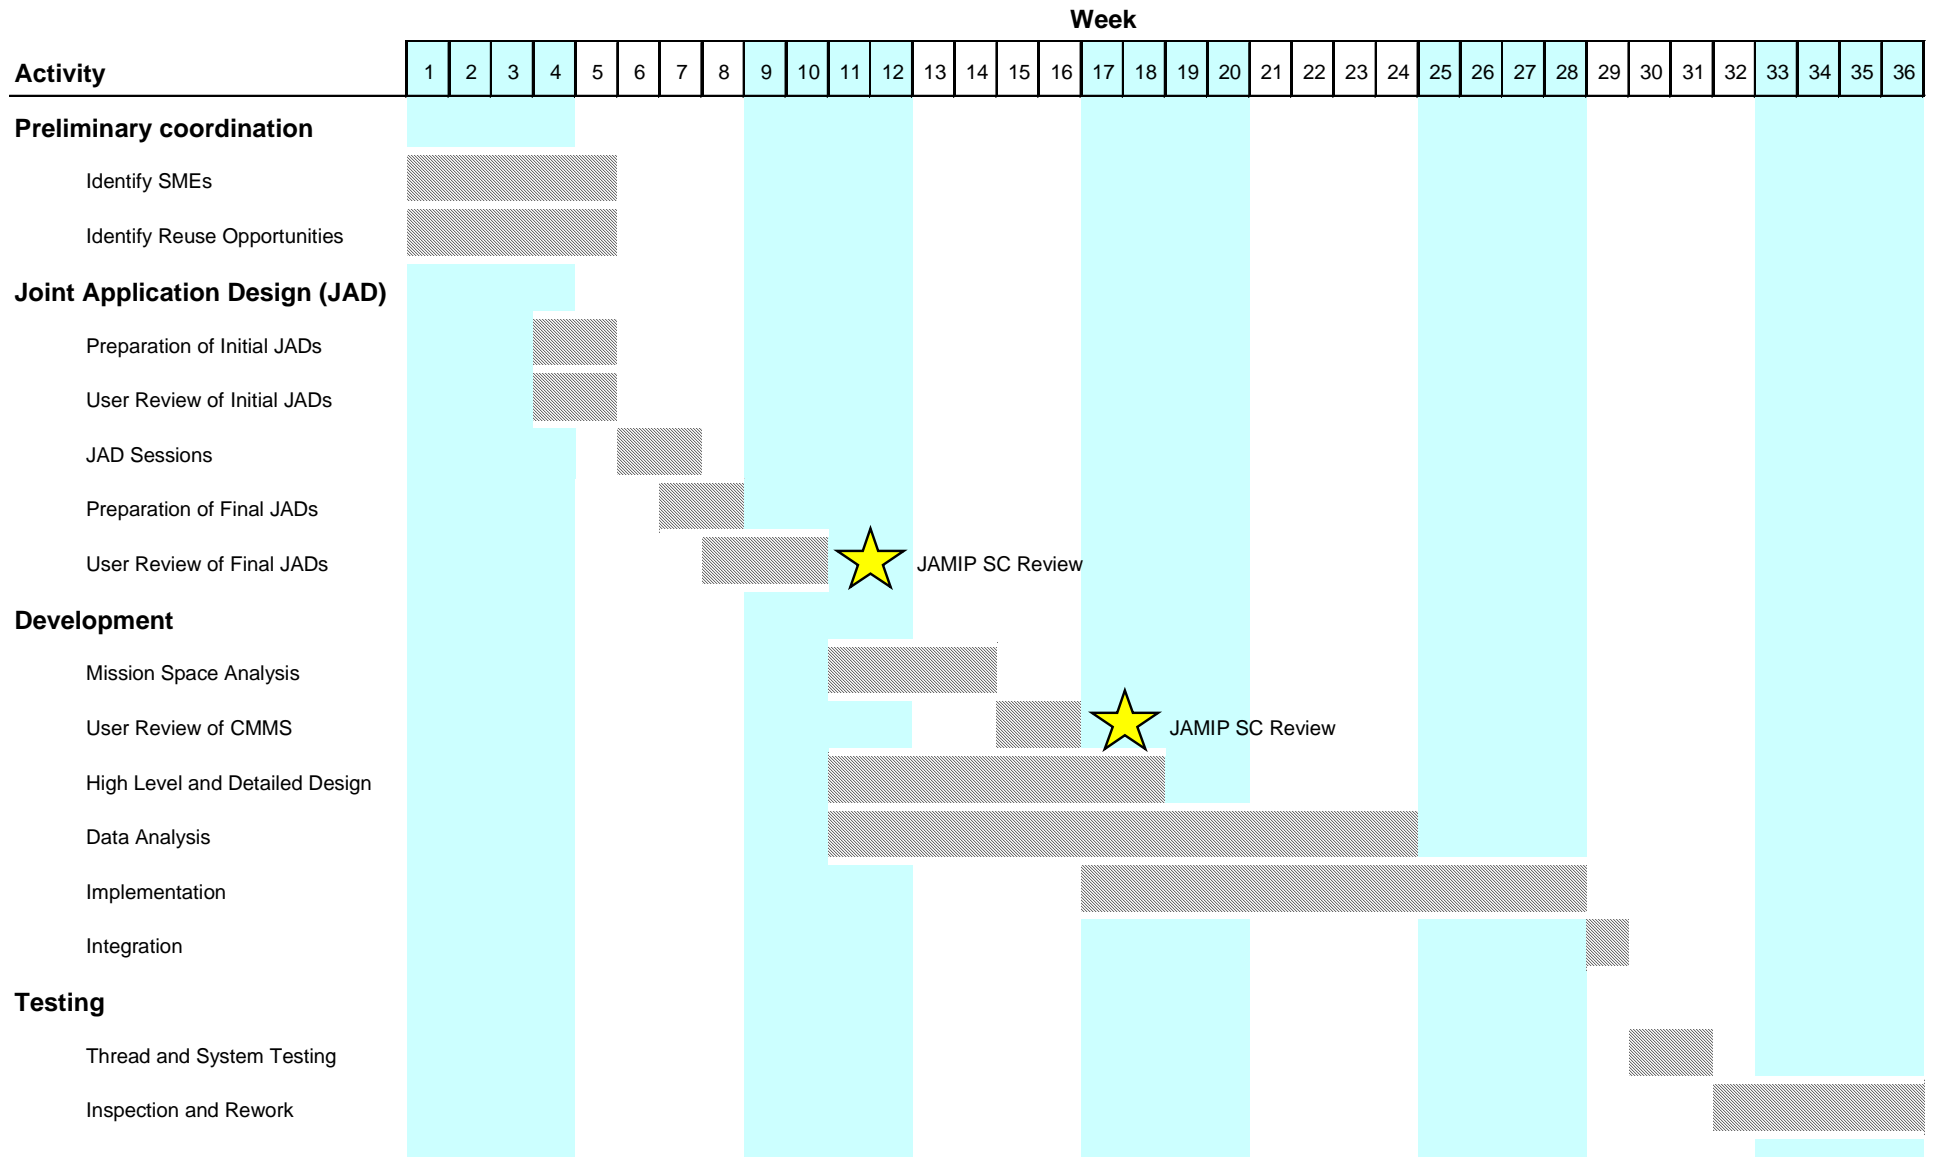 Week
Activity 1 2 3 4 5 6 7 8 9 10 11 12 13 14 15 16 17 18 19 20 21 22 23 24 25 26 27 28 29 30 31 32 33 34 35 36
Preliminary coordination
Identify SMEs
Identify Reuse Opportunities
Joint Application Design (JAD)
Preparation of Initial JADs
User Review of Initial JADs
JAD Sessions
Preparation of Final JADs
User Review of Final JADs JAMIP SC Review
Development
Mission Space Analysis
User Review of CMMS JAMIP SC Review
High Level and Detailed Design
Data Analysis
Implementation
Integration
Testing
Thread and System Testing
Inspection and Rework